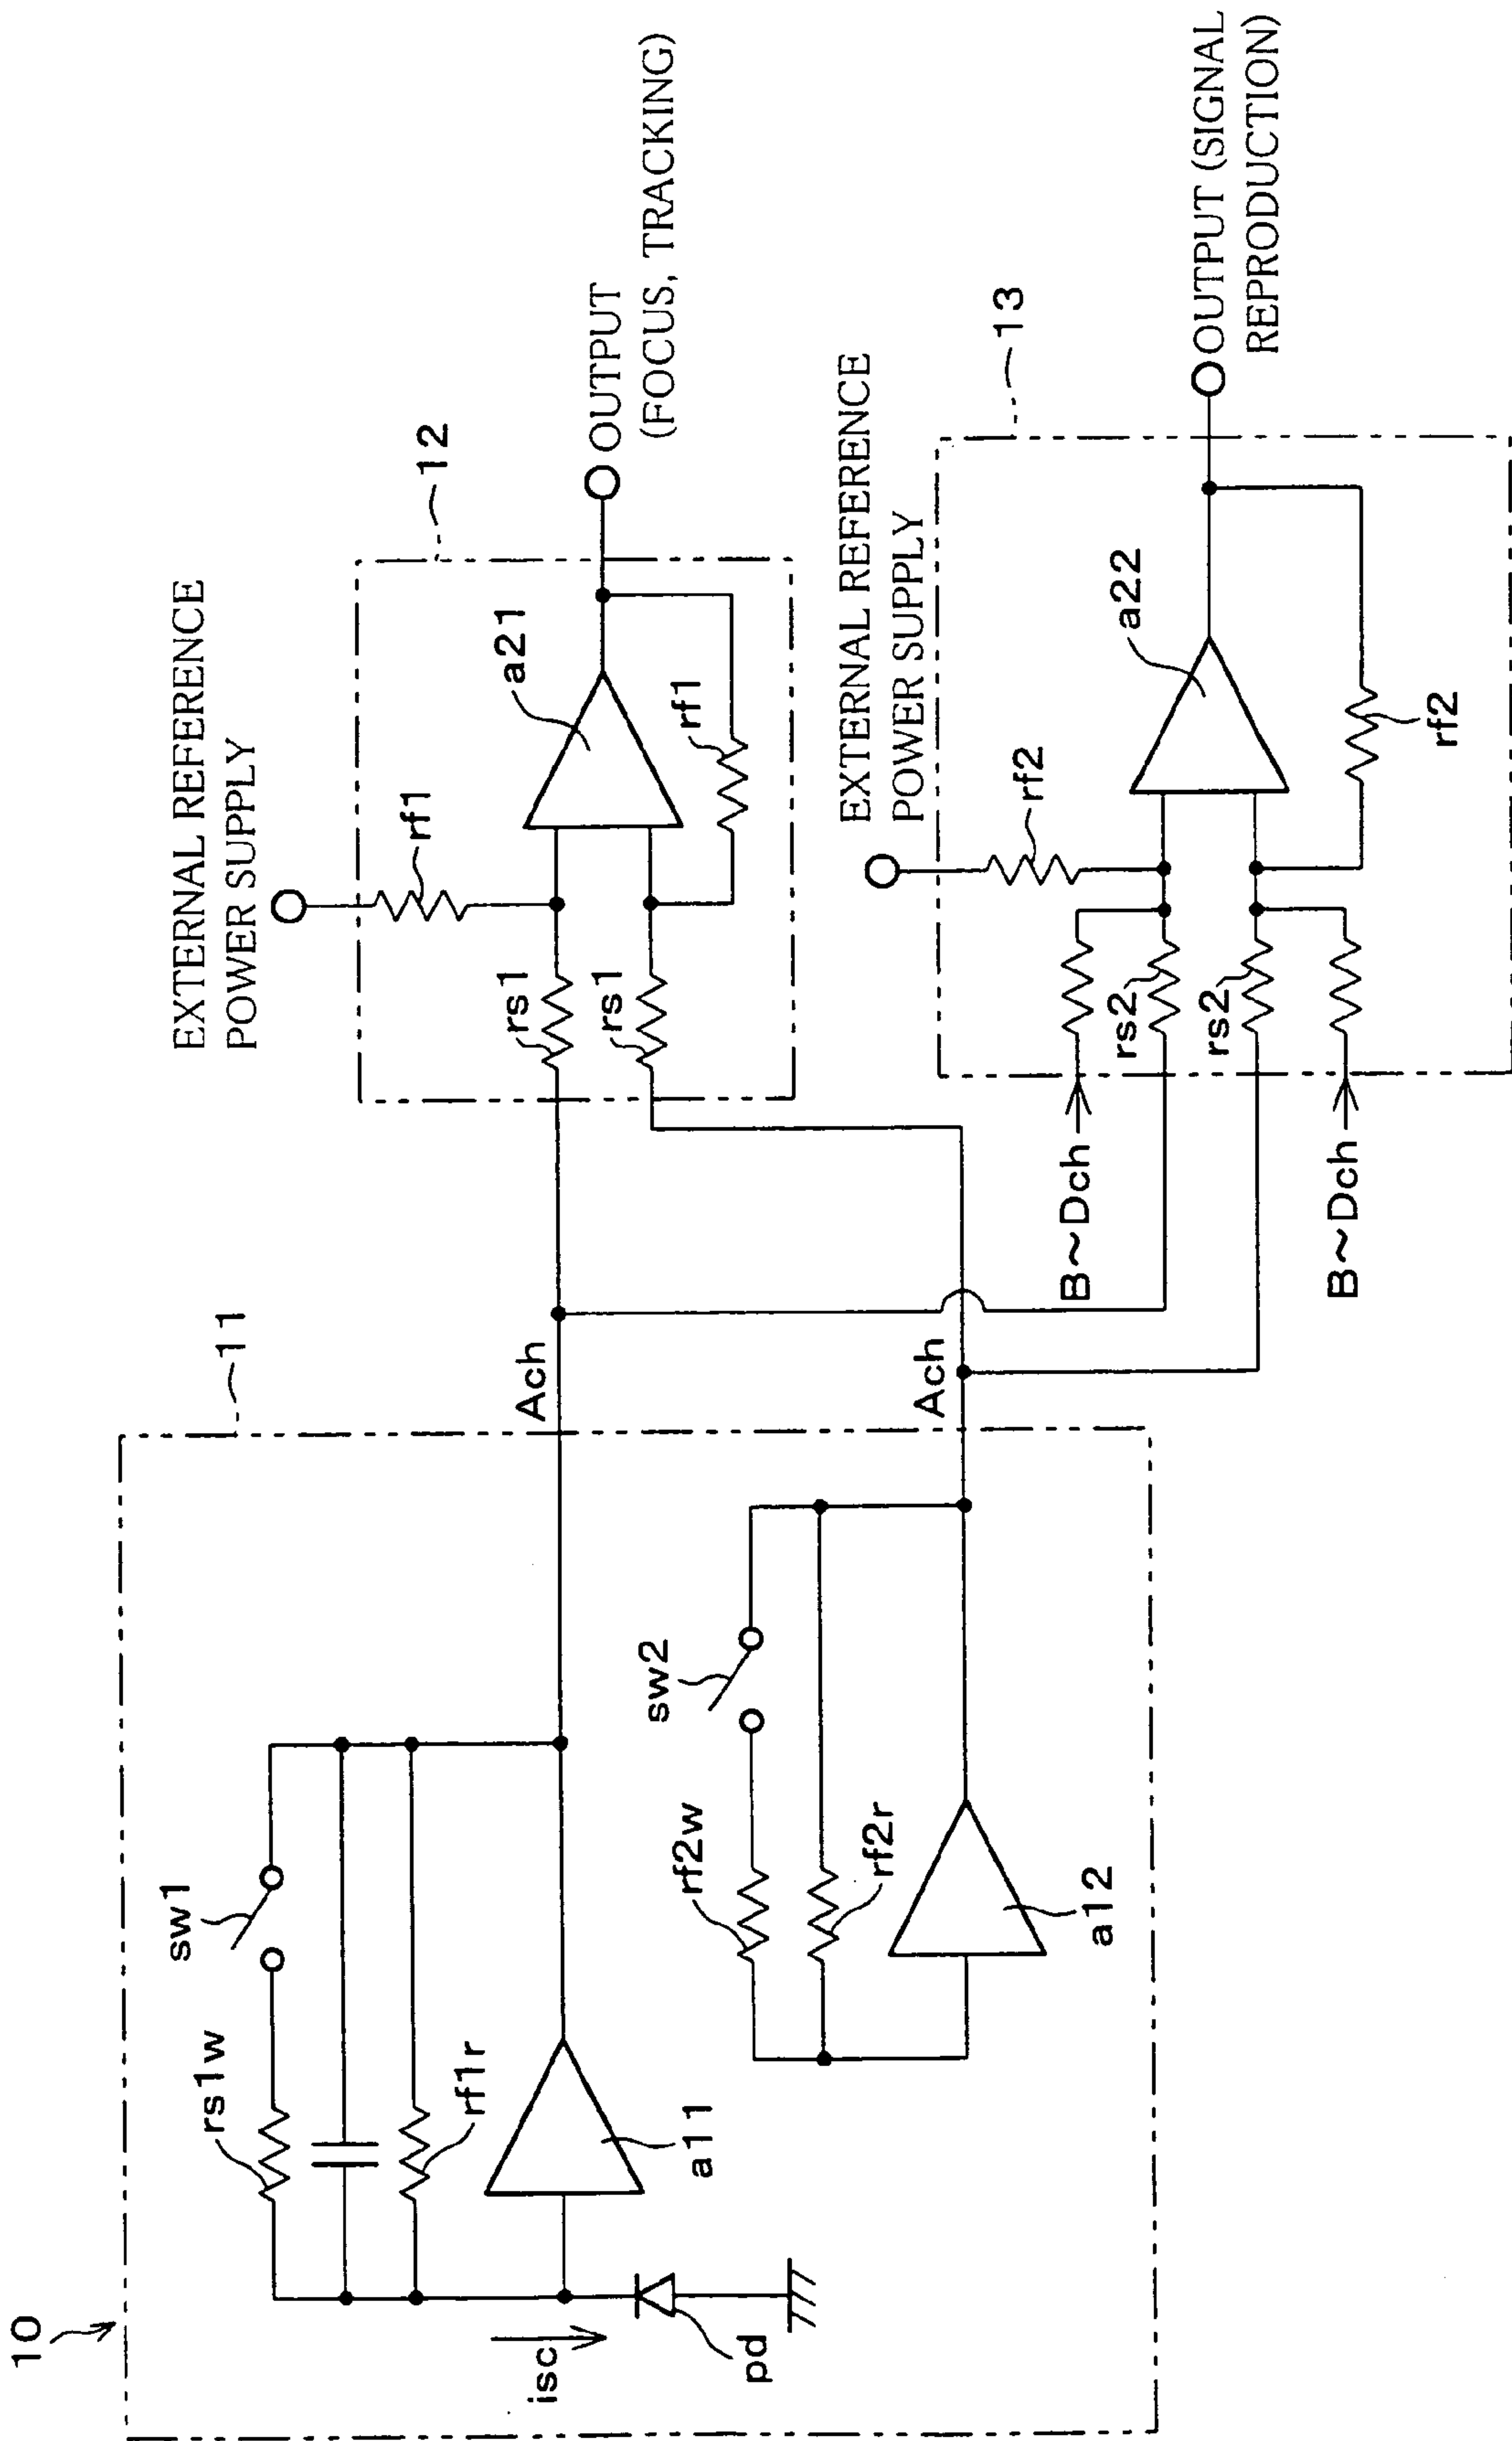 10
11
sw1
rs1w
rf1r
a11
isc
pd
sw2
rf2w
rf2r
a12
Ach
Ach
EXTERNAL REFERENCE
POWER SUPPLY
12
rf1
rs1
rs1
a21
rf1
OUTPUT
(FOCUS, TRACKING)
EXTERNAL REFERENCE
POWER SUPPLY
13
rf2
B~Dch
rs2
rs2
B~Dch
a22
rf2
OUTPUT (SIGNAL
REPRODUCTION)